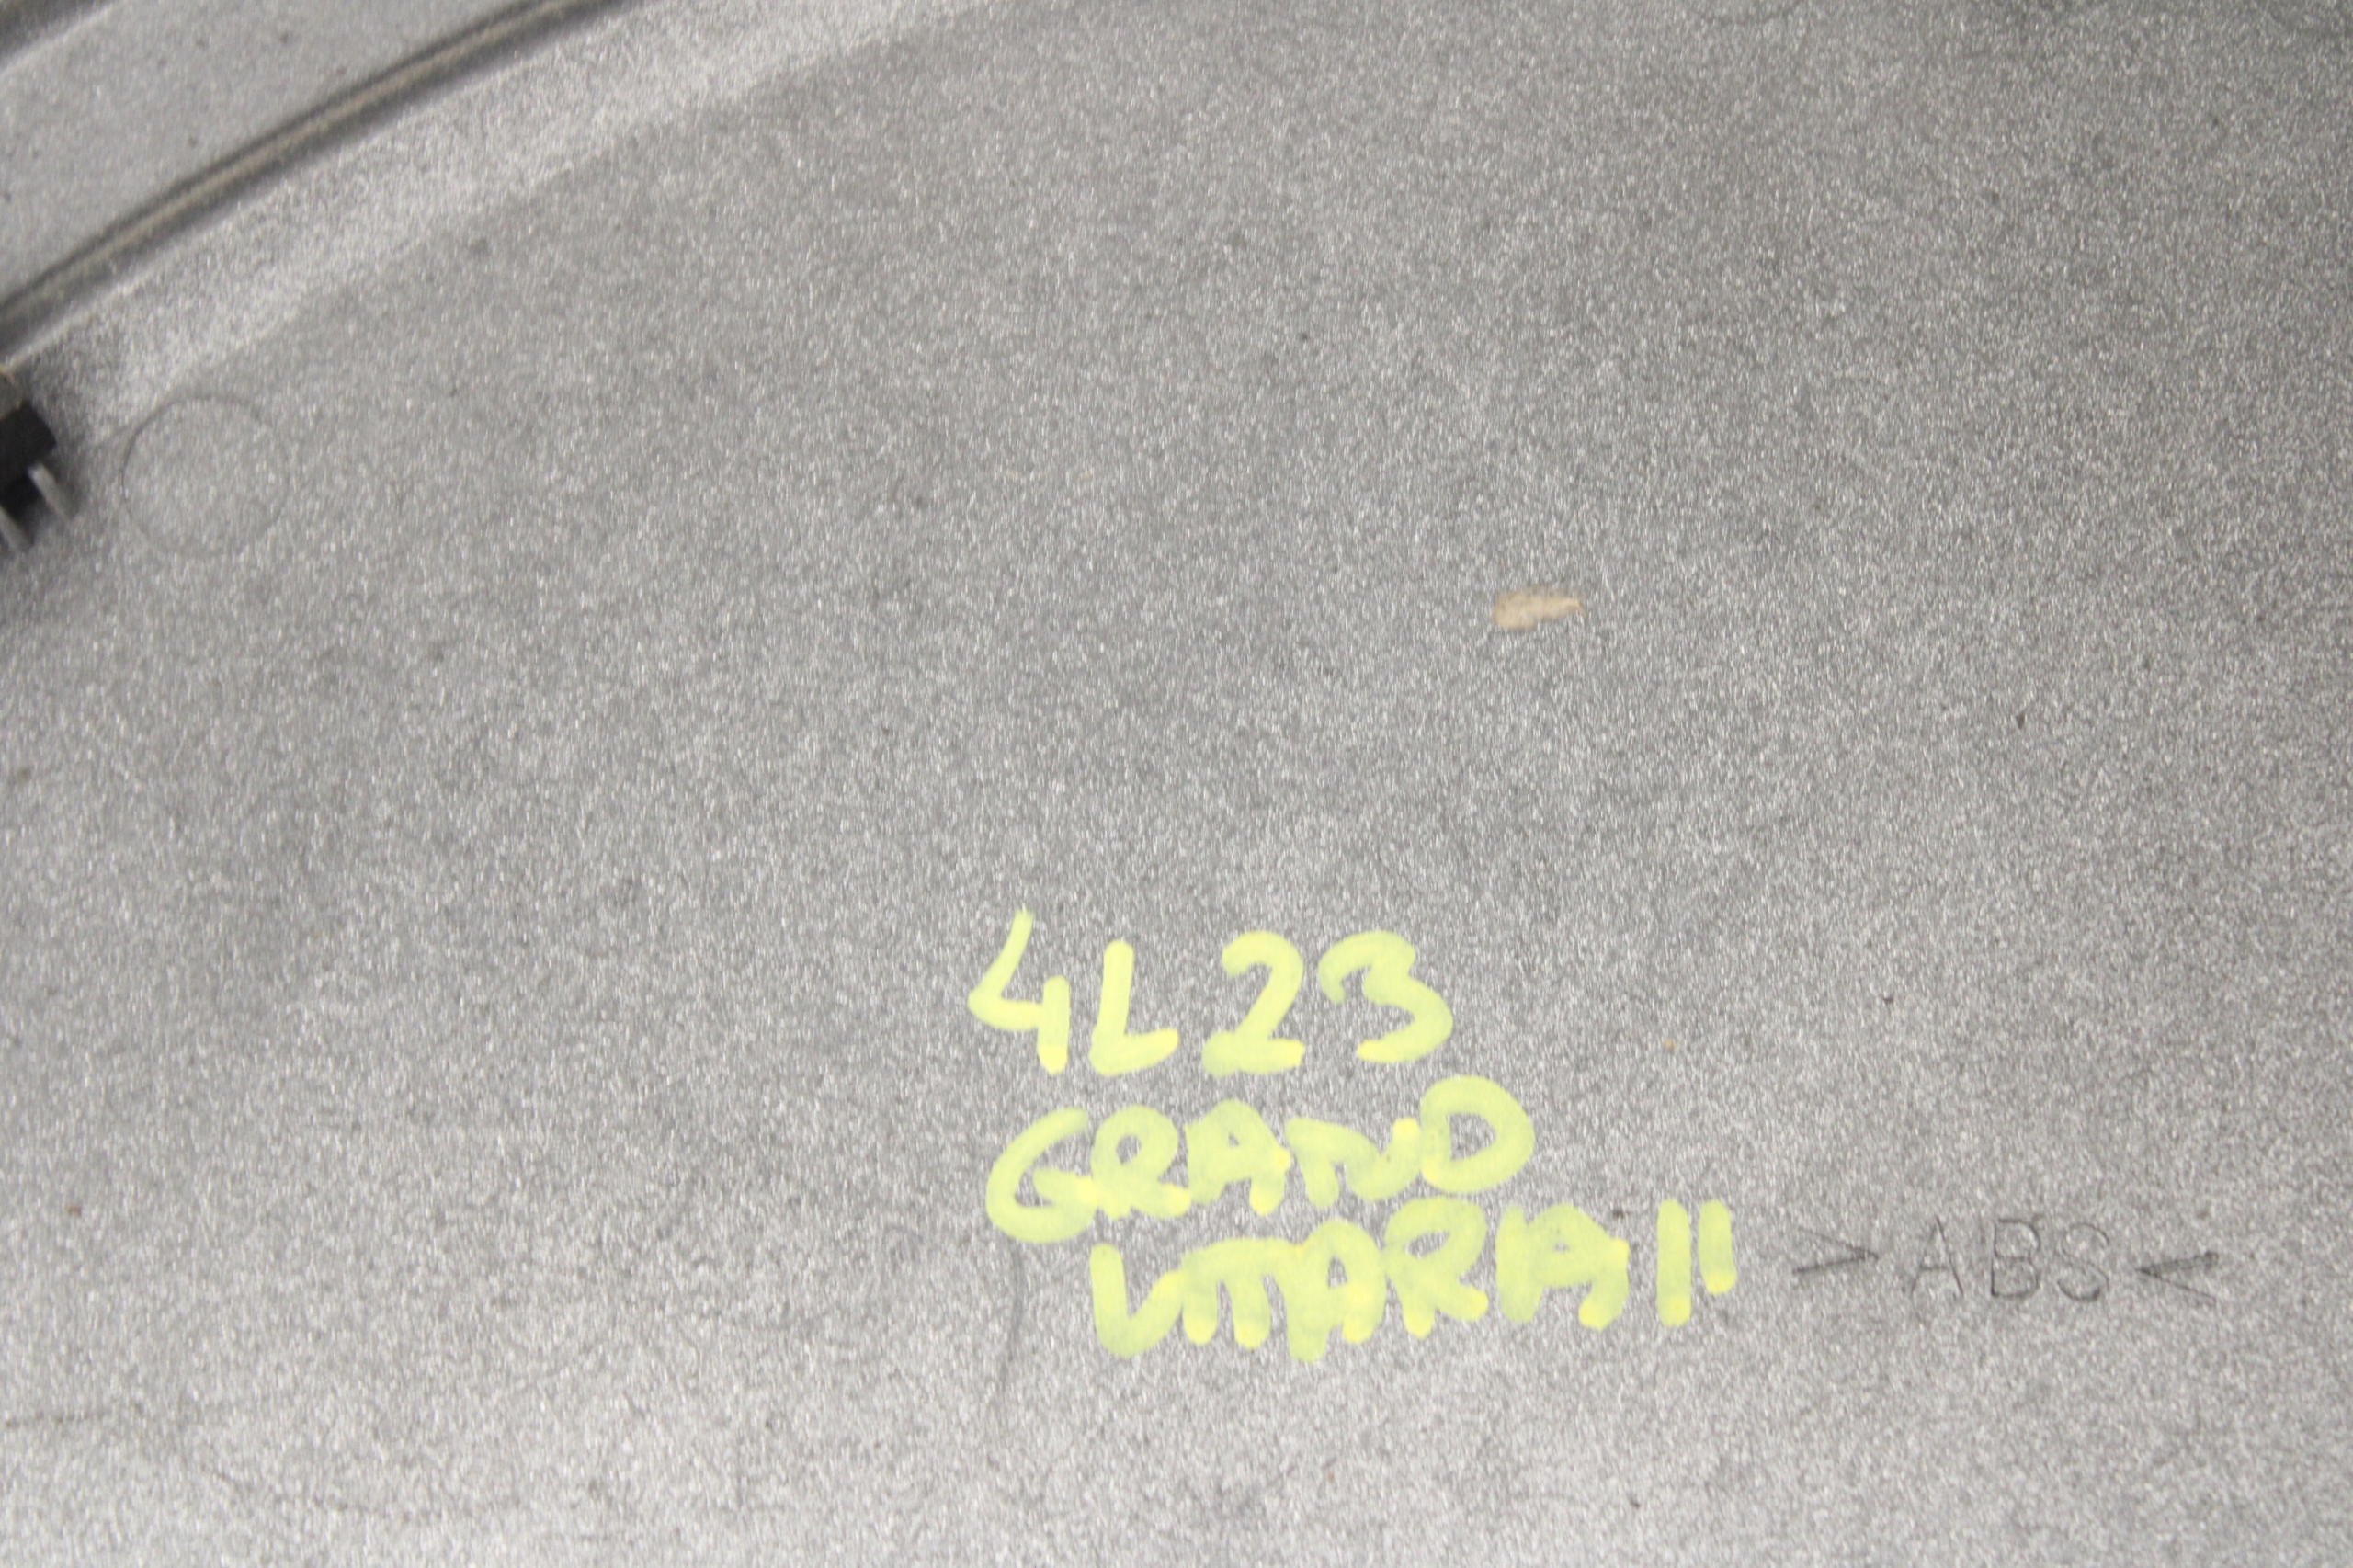 4L23
GRAND
VITARA II
>ABS<